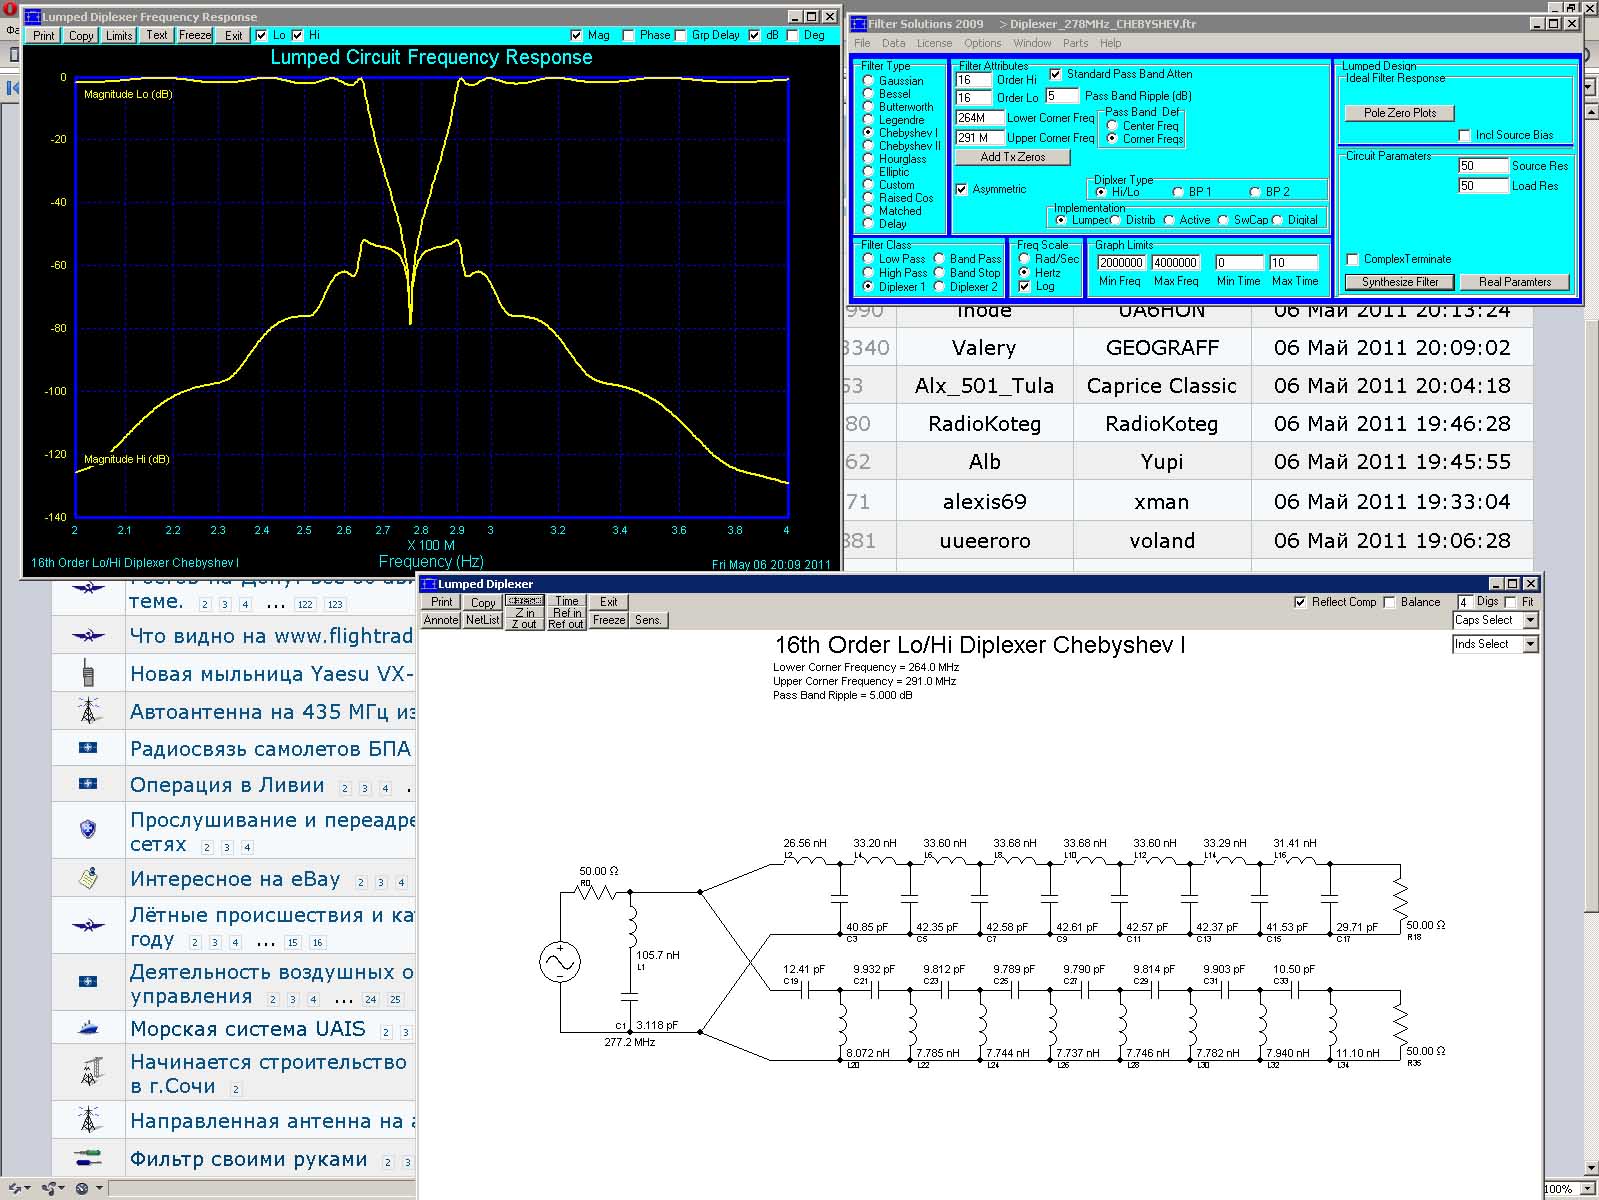 Lumped Diplexer Frequency Response
Print Copy Limits Text Freeze Exit Lo Hi Mag Phase Grp Delay dB Deg
Lumped Circuit Frequency Response
Magnitude Lo (dB)
0
-20
-40
-60
-80
-100
-120
-140
Magnitude Hi (dB)
2 2.1 2.2 2.3 2.4 2.5 2.6 2.7 2.8 2.9 3 3.2 3.4 3.6 3.8 4
X 100 M
Frequency (Hz)
16th Order Lo/Hi Diplexer Chebyshev I
Fri May 06 20:09 2011
Filter Solutions 2009 > Diplexer_278MHz_CHEBYSHEV.ftr
File Data License Options Window Parts Help
Filter Type
Gaussian
Bessel
Butterworth
Legendre
Chebyshev I
Chebyshev II
Hourglass
Elliptic
Custom
Raised Cos
Matched
Delay
Filter Attributes
16 Order Hi Standard Pass Band Atten
16 Order Lo 5 Pass Band Ripple (dB)
264M Lower Corner Freq
291 M Upper Corner Freq
Pass Band Def
Center Freq
Corner Freqs
Add Tx Zeros
Asymmetric
Diplxer Type
Hi/Lo BP 1 BP 2
Implementation
Lumped Distrib Active SwCap Digital
Filter Class
Low Pass Band Pass
High Pass Band Stop
Diplexer 1 Diplexer 2
Freq Scale
Rad/Sec
Hertz
Log
Graph Limits
2000000 4000000 0 10
Min Freq Max Freq Min Time Max Time
Lumped Design
Ideal Filter Response
Pole Zero Plots
Incl Source Bias
Circuit Paramaters
50 Source Res
50 Load Res
ComplexTerminate
Synthesize Filter Real Paramters
990 inode UA6HON 06 Май 2011 20:13:24
3340 Valery GEOGRAFF 06 Май 2011 20:09:02
53 Alx_501_Tula Caprice Classic 06 Май 2011 20:04:18
80 RadioKoteg RadioKoteg 06 Май 2011 19:46:28
62 Alb Yupi 06 Май 2011 19:45:55
71 alexis69 xman 06 Май 2011 19:33:04
381 uueeroro voland 06 Май 2011 19:06:28
теме. 2 3 4 ... 122 123
Что видно на www.flightrad
Новая мыльница Yaesu VX-
Автоантенна на 435 МГц из
Радиосвязь самолетов БПА
Операция в Ливии 2 3 4 .
Прослушивание и переадре
сетях 2 3 4
Интересное на eBay 2 3 4
Лётные происшествия и ка
году 2 3 4 ... 15 16
Деятельность воздушных о
управления 2 3 4 ... 24 25
Морская система UAIS 2 3
Начинается строительство
в г.Сочи 2
Направленная антенна на
Фильтр своими руками 2 3
Lumped Diplexer
Print Copy Time Exit
Z in Ref in
Annote NetList Z out Ref out Freeze Sens.
Reflect Comp Balance 4 Digs Fit
Caps Select
Inds Select
16th Order Lo/Hi Diplexer Chebyshev I
Lower Corner Frequency = 264.0 MHz
Upper Corner Frequency = 291.0 MHz
Pass Band Ripple = 5.000 dB
26.56 nH 33.20 nH 33.60 nH 33.68 nH 33.68 nH 33.60 nH 33.29 nH 31.41 nH
L2 L4 L6 L8 L10 L12 L14 L16
50.00 Ω
R0
40.85 pF 42.35 pF 42.58 pF 42.61 pF 42.57 pF 42.37 pF 41.53 pF 29.71 pF 50.00 Ω
C3 C5 C7 C9 C11 C13 C15 C17 R18
105.7 nH
L1
12.41 pF 9.932 pF 9.812 pF 9.789 pF 9.790 pF 9.814 pF 9.903 pF 10.50 pF
C19 C21 C23 C25 C27 C29 C31 C33
C1 3.118 pF
277.2 MHz
8.072 nH 7.785 nH 7.744 nH 7.737 nH 7.746 nH 7.782 nH 7.940 nH 11.10 nH 50.00 Ω
L20 L22 L24 L26 L28 L30 L32 L34 R35
100%